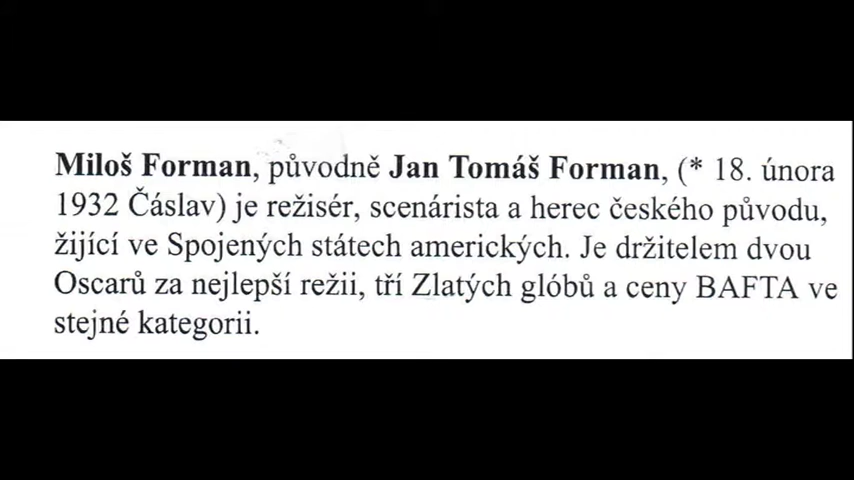 Miloš Forman, původně Jan Tomáš Forman, (* 18. února
1932 Čáslav) je režisér, scenárista a herec českého původu,
žijící ve Spojených státech amerických. Je držitelem dvou
Oscarů za nejlepší režii, tří Zlatých glóbů a ceny BAFTA ve
stejné kategorii.